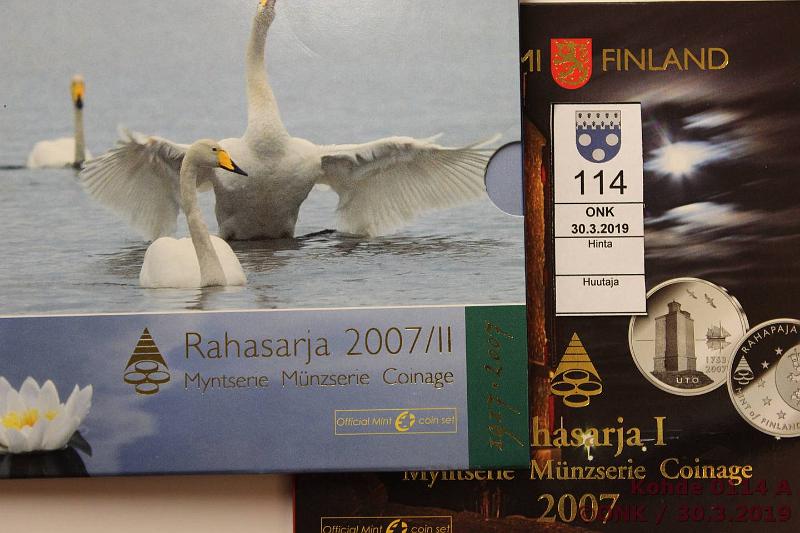 Rahasarja 2007/II
Myntserie Münzserie Coinage
Official Mint coin set
1917-2007
MI FINLAND
114
ONK
30.3.2019
Hinta
Huutaja
1753
2007
UTÖ
RAHAPAJA
MINT of FINLAND
hasarja I
Myntserie Münzserie Coinage
2007
Official Mint coin set
Kohde 0114 A
ONK / 30.3.2019